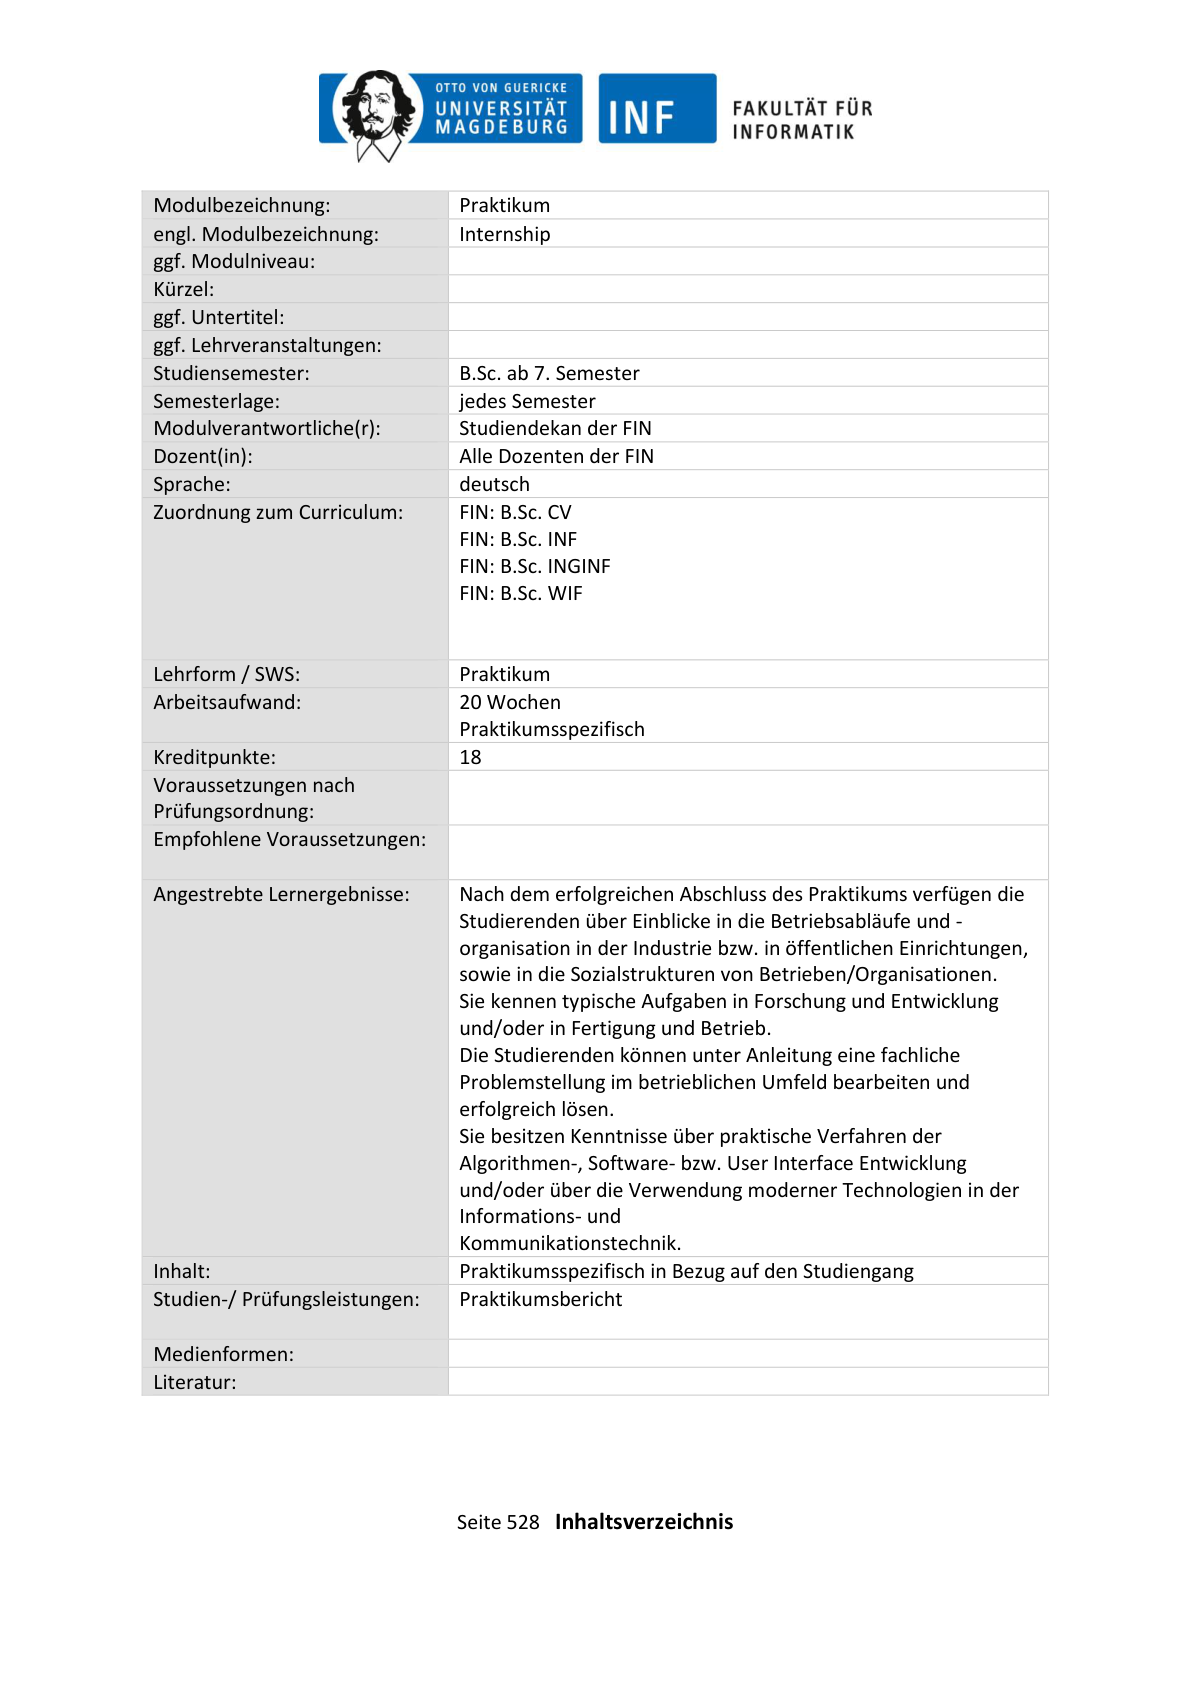 OTTO VON GUERICKE
UNIVERSITÄT
MAGDEBURG
INF
FAKULTÄT FÜR
INFORMATIK
Modulbezeichnung: Praktikum
engl. Modulbezeichnung: Internship
ggf. Modulniveau:
Kürzel:
ggf. Untertitel:
ggf. Lehrveranstaltungen:
Studiensemester: B.Sc. ab 7. Semester
Semesterlage: jedes Semester
Modulverantwortliche(r): Studiendekan der FIN
Dozent(in): Alle Dozenten der FIN
Sprache: deutsch
Zuordnung zum Curriculum: FIN: B.Sc. CV
FIN: B.Sc. INF
FIN: B.Sc. INGINF
FIN: B.Sc. WIF
Lehrform / SWS: Praktikum
Arbeitsaufwand: 20 Wochen
Praktikumsspezifisch
Kreditpunkte: 18
Voraussetzungen nach
Prüfungsordnung:
Empfohlene Voraussetzungen:
Angestrebte Lernergebnisse: Nach dem erfolgreichen Abschluss des Praktikums verfügen die
Studierenden über Einblicke in die Betriebsabläufe und -
organisation in der Industrie bzw. in öffentlichen Einrichtungen,
sowie in die Sozialstrukturen von Betrieben/Organisationen.
Sie kennen typische Aufgaben in Forschung und Entwicklung
und/oder in Fertigung und Betrieb.
Die Studierenden können unter Anleitung eine fachliche
Problemstellung im betrieblichen Umfeld bearbeiten und
erfolgreich lösen.
Sie besitzen Kenntnisse über praktische Verfahren der
Algorithmen-, Software- bzw. User Interface Entwicklung
und/oder über die Verwendung moderner Technologien in der
Informations- und
Kommunikationstechnik.
Inhalt: Praktikumsspezifisch in Bezug auf den Studiengang
Studien-/ Prüfungsleistungen: Praktikumsbericht
Medienformen:
Literatur:
Seite 528 Inhaltsverzeichnis